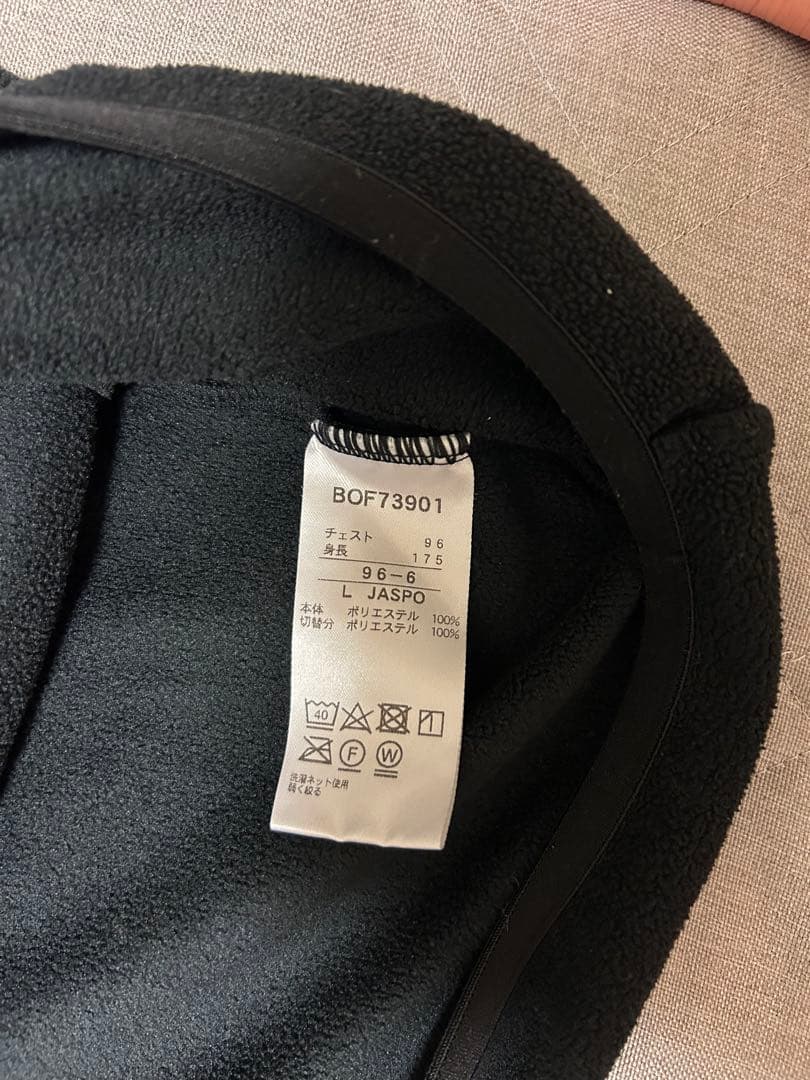 BOF73901
チェスト 96
身長 175
96-6
L JASPO
本体 ポリエステル 100%
切替分 ポリエステル 100%
40
F W
洗濯ネット使用
弱く絞る